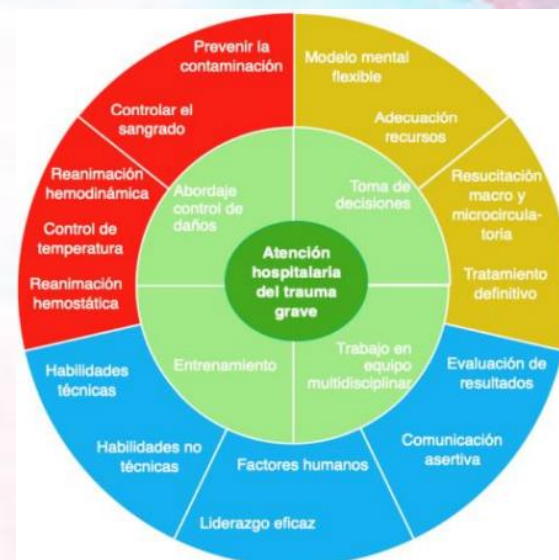 Prevenir la
contaminación
Controlar el
sangrado
Reanimación
hemodinámica
Control de
temperatura
Reanimación
hemostática
Modelo mental
flexible
Adecuación
recursos
Resucitación
macro y
microcircula-
toria
Tratamiento
definitivo
Abordaje
control de
daños
Toma de
decisiones
Atención
hospitalaria
del trauma
grave
Entrenamiento
Trabajo en
equipo
multidisciplinar
Habilidades
técnicas
Habilidades no
técnicas
Factores humanos
Liderazgo eficaz
Evaluación de
resultados
Comunicación
asertiva